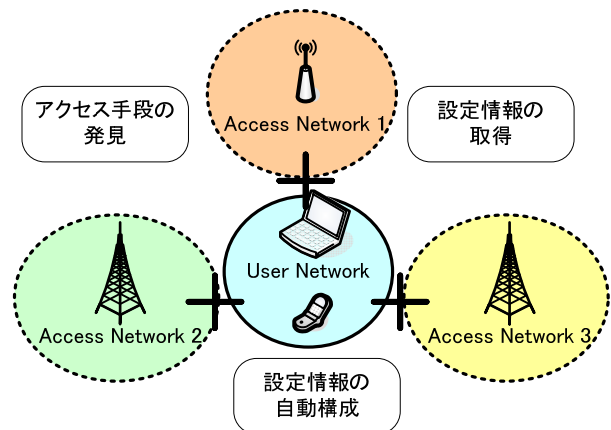 アクセス手段の
発見
Access Network 1
設定情報の
取得
User Network
Access Network 2
Access Network 3
設定情報の
自動構成